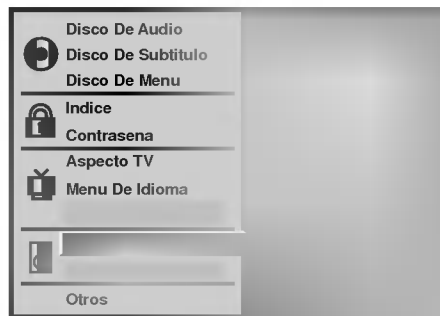 Disco De Audio
Disco De Subtitulo
Disco De Menu
Indice
Contrasena
Aspecto TV
Menu De Idioma
Otros